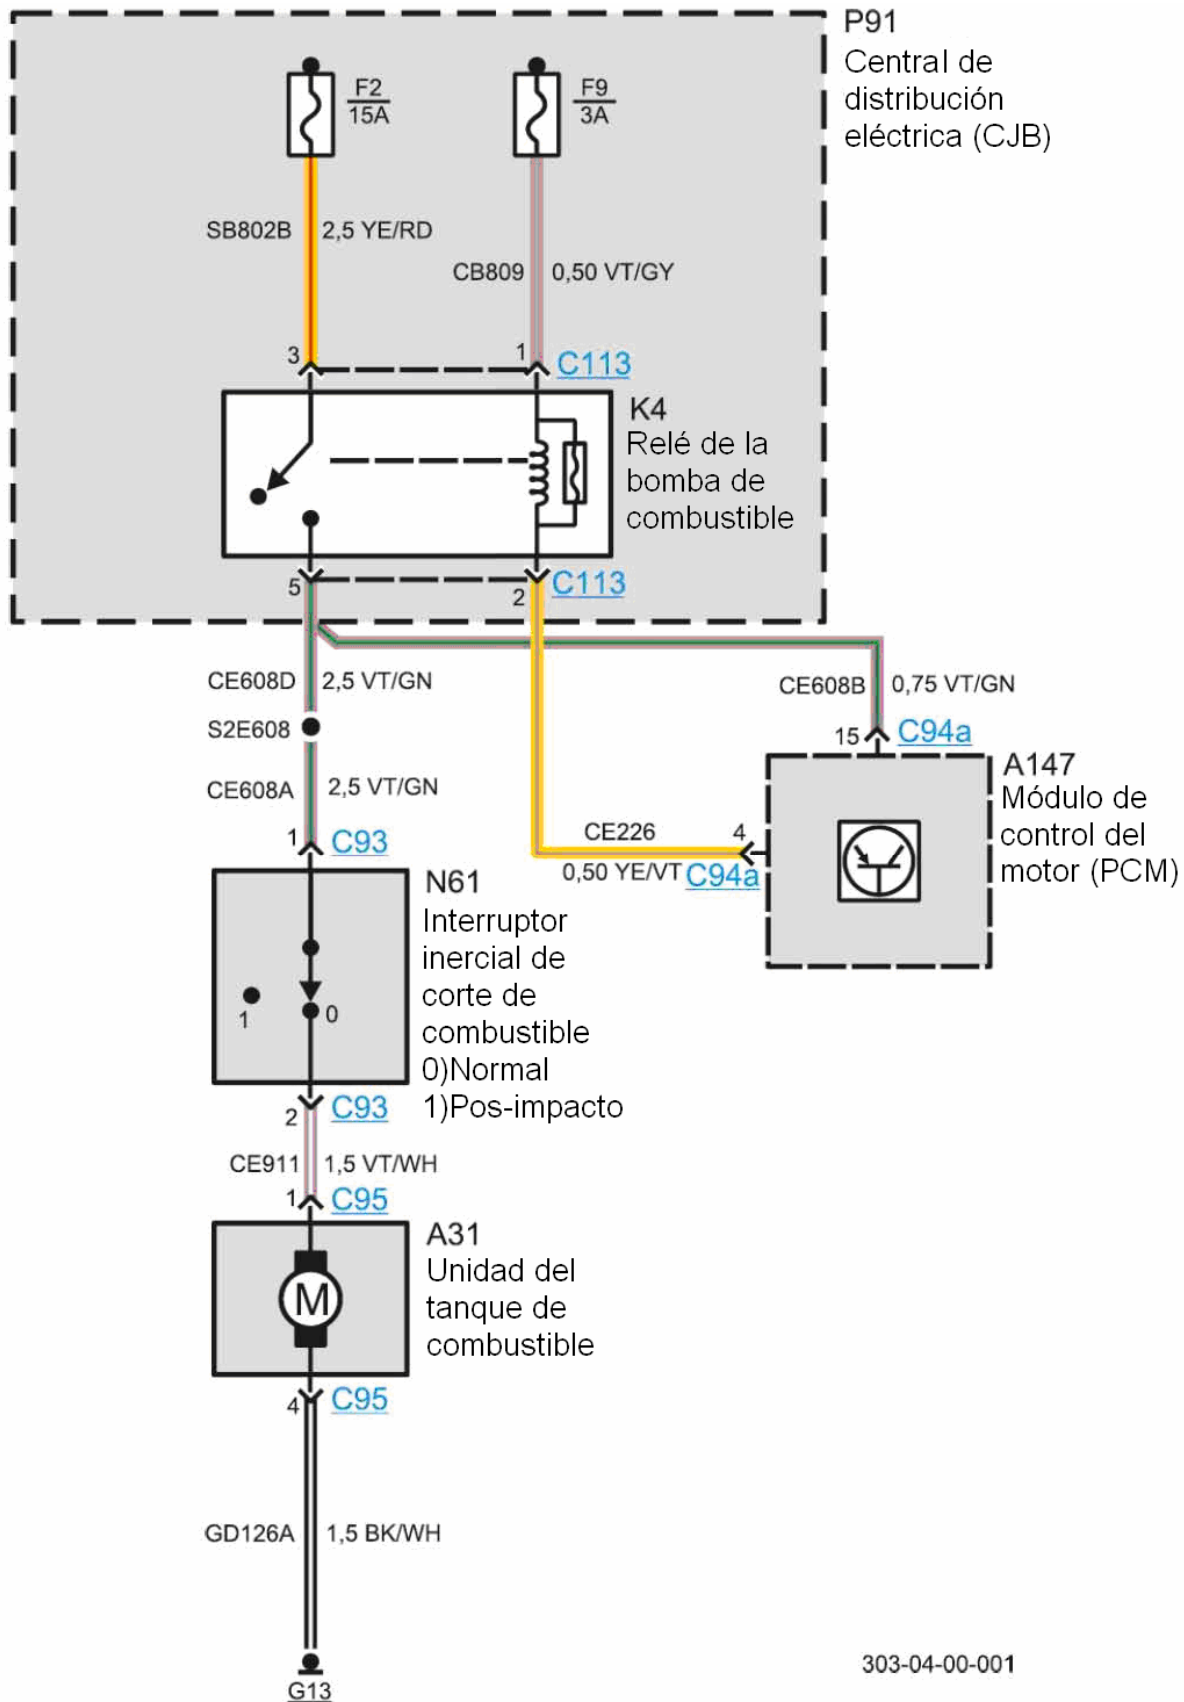 P91
Central de
distribución
eléctrica (CJB)
F2
15A
F9
3A
SB802B 2,5 YE/RD
CB809 0,50 VT/GY
3
1 C113
K4
Relé de la
bomba de
combustible
5
2 C113
CE608D 2,5 VT/GN
CE608B 0,75 VT/GN
S2E608
15 C94a
CE608A 2,5 VT/GN
A147
Módulo de
control del
motor (PCM)
1 C93
CE226 4
0,50 YE/VT C94a
N61
Interruptor
inercial de
corte de
combustible
0)Normal
1)Pos-impacto
1
0
2 C93
CE911 1,5 VT/WH
1 C95
A31
Unidad del
tanque de
combustible
M
4 C95
GD126A 1,5 BK/WH
303-04-00-001
G13